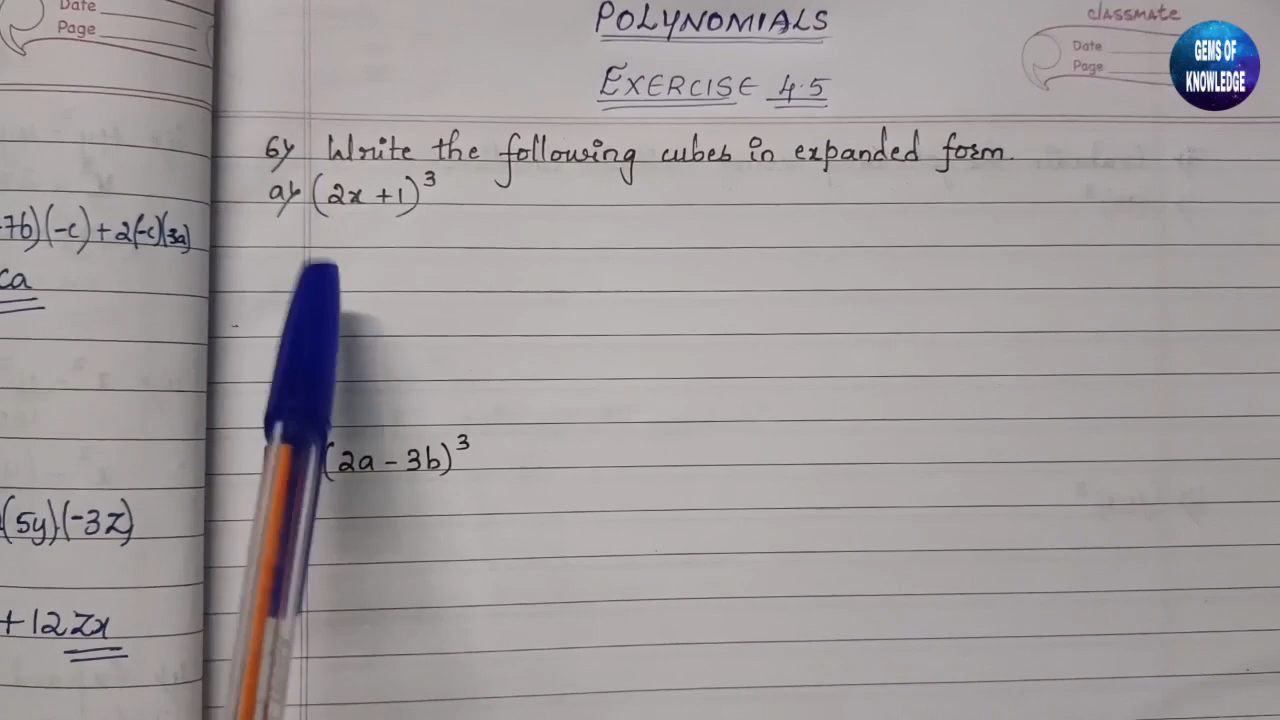 Date
Page
POLYNOMIALS
EXERCISE 4.5
classmate
Date
Page
GEMS OF
KNOWLEDGE
6) Write the following cubes in expanded form.
a) (2x + 1)³
(2a - 3b)³
-7b)(-c) + 2(-c)(3a)
ca
(5y)(-3z)
+ 12zx